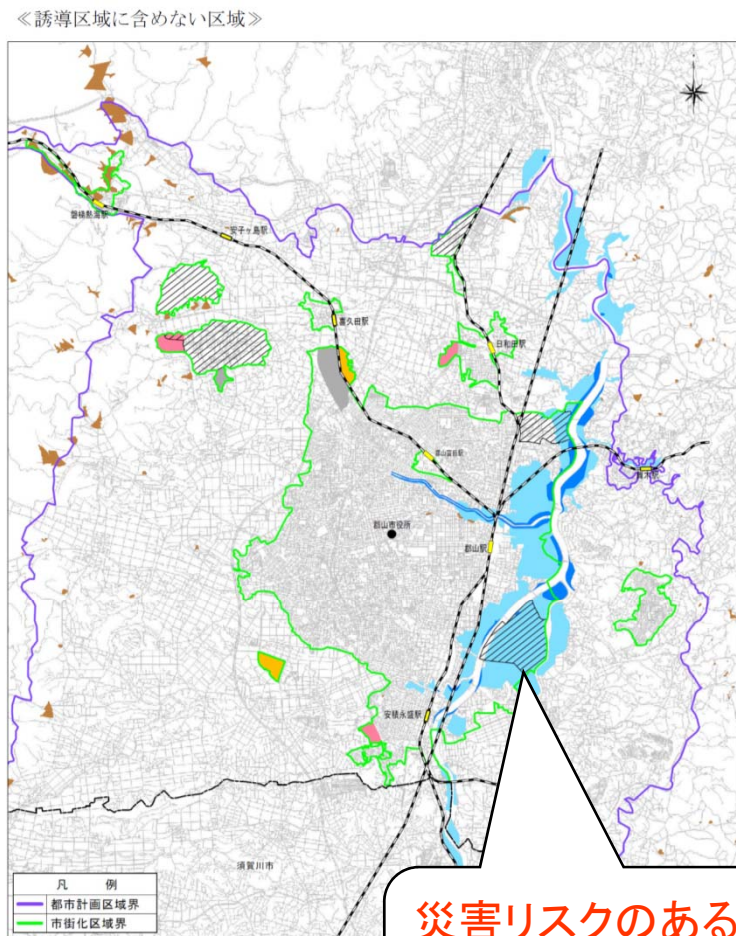 ≪誘導区域に含めない区域≫
磐梯熱海駅
安子ヶ島駅
喜久田駅
日和田駅
郡山富田駅
舞木駅
郡山市役所
郡山駅
安積永盛駅
須賀川市
凡 例
都市計画区域界
市街化区域界
災害リスクのある